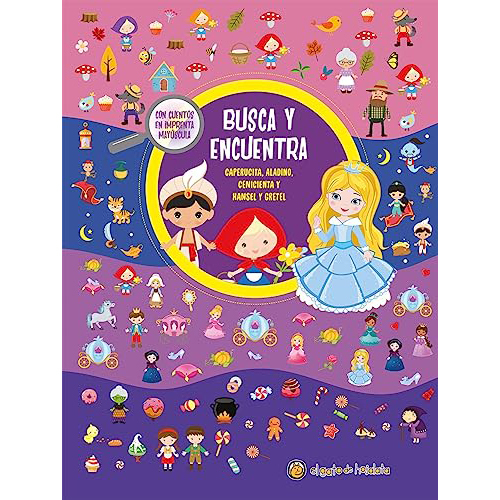 CON CUENTOS
EN IMPRENTA
MAYÚSCULA
BUSCA Y
ENCUENTRA
CAPERUCITA, ALADINO,
CENICIENTA Y
HANSEL Y GRETEL
el gato de hojalata